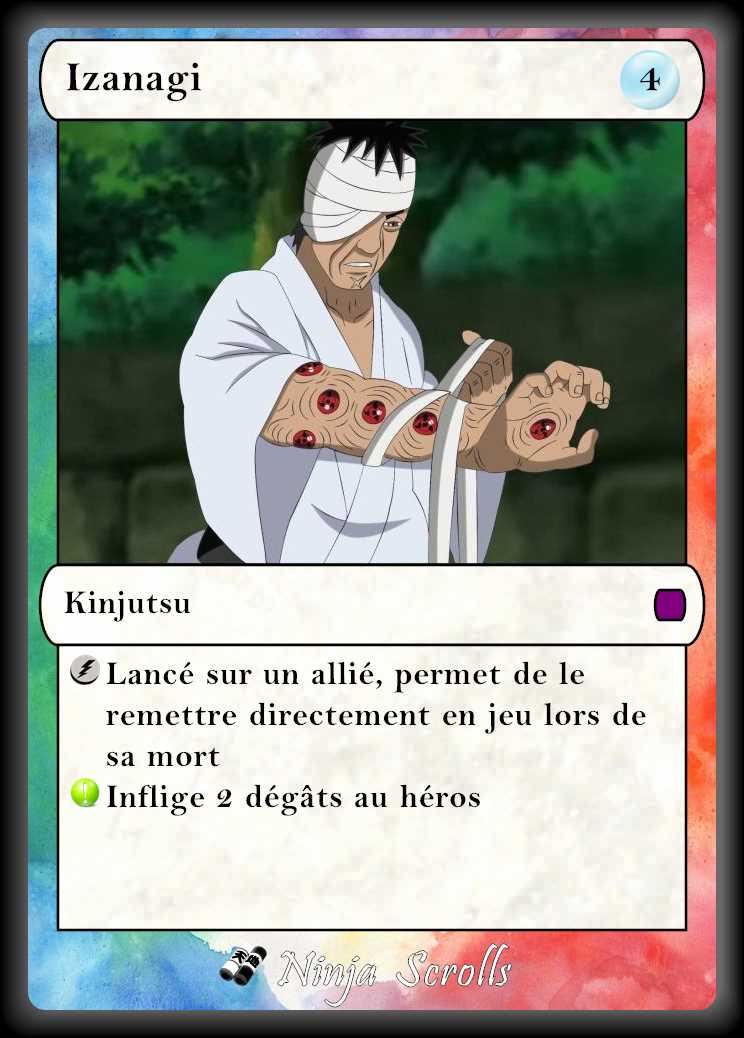 Izanagi
4
Kinjutsu
Lancé sur un allié, permet de le
remettre directement en jeu lors de
sa mort
Inflige 2 dégâts au héros
Ninja Scrolls